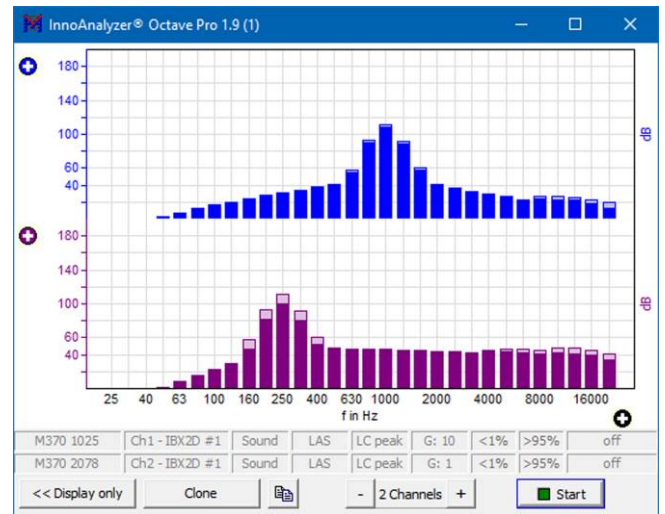 InnoAnalyzer® Octave Pro 1.9 (1)
180
140
100
60
40
dB
180
140
100
60
40
dB
25 40 63 100 160 250 400 630 1000 2000 4000 8000 16000
f in Hz
M370 1025 Ch1 - IBX2D #1 Sound LAS LC peak G: 10 <1% >95% off
M370 2078 Ch2 - IBX2D #1 Sound LAS LC peak G: 1 <1% >95% off
<< Display only Clone - 2 Channels + Start